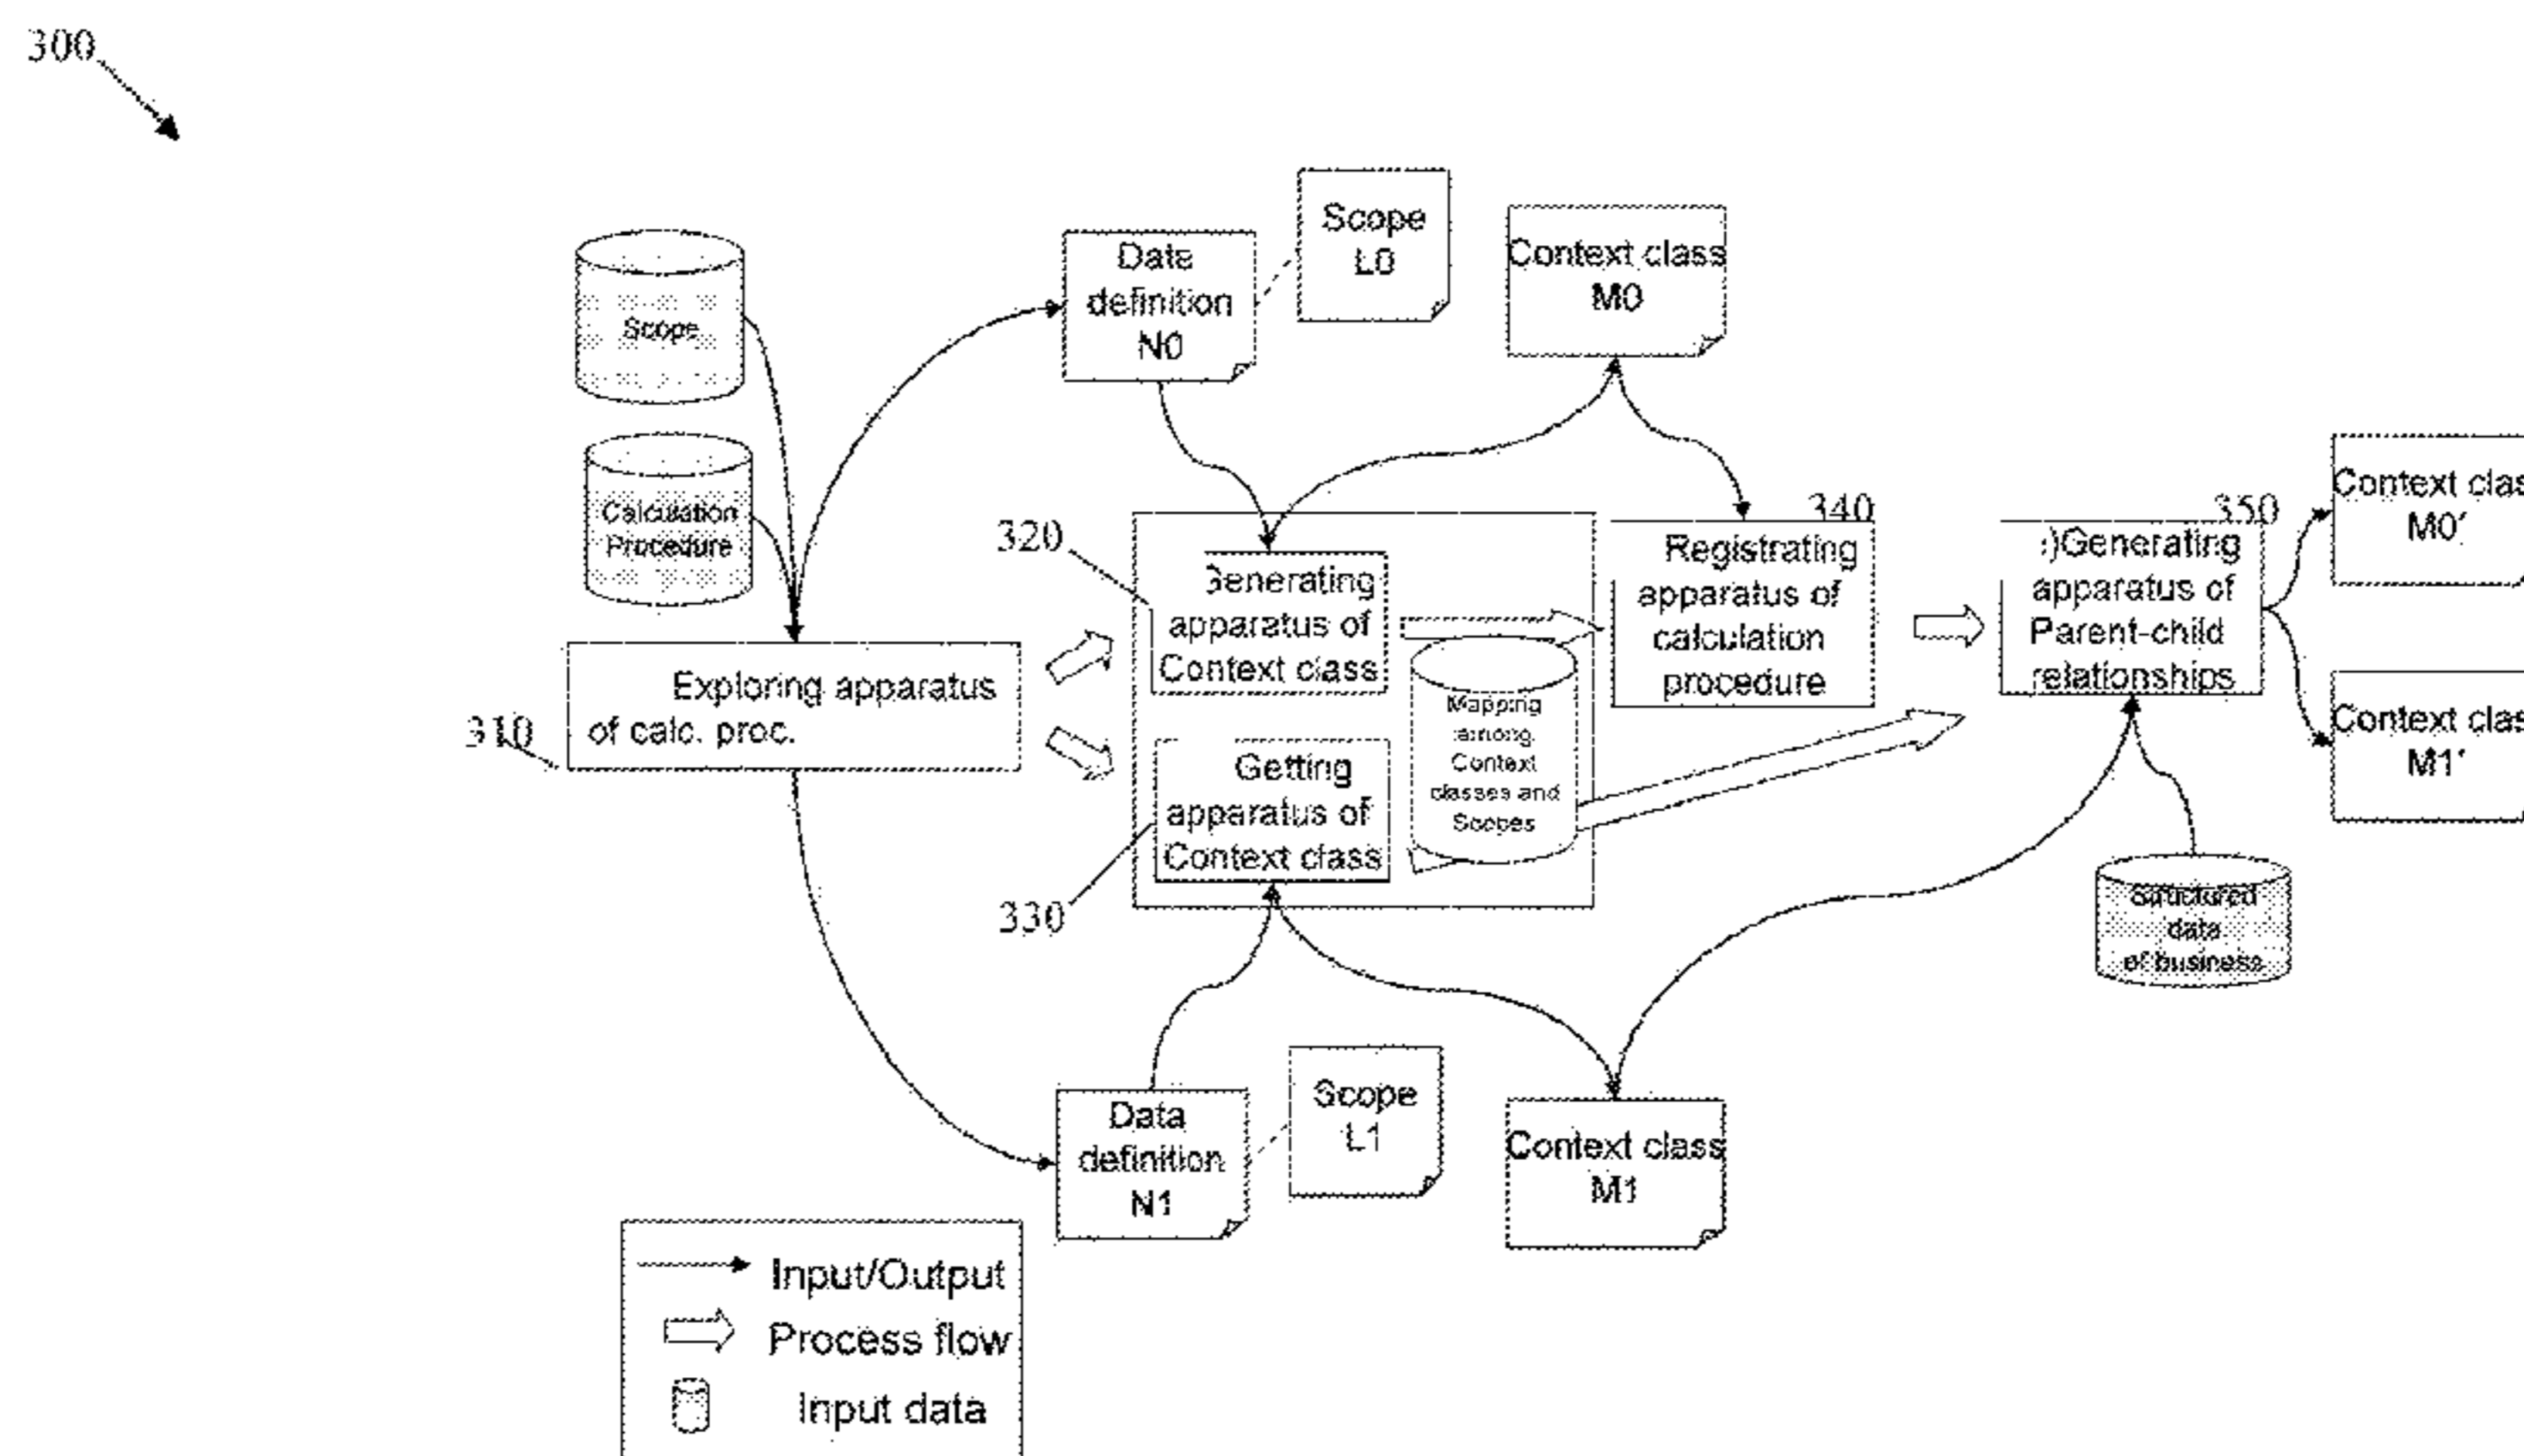 300
Scope
Calculation
Procedure
Data
definition
N0
Scope
L0
Context class
M0
320
Generating
apparatus of
Context class
340
Registrating
apparatus of
calculation
procedure
350
:)Generating
apparatus of
Parent-child
relationships
Context clas
M0'
Context clas
M1'
310
Exploring apparatus
of calc. proc.
330
Getting
apparatus of
Context class
Mapping
among
Context
classes and
Scopes
Structured
data
of business
Data
definition
N1
Scope
L1
Context class
M1
Input/Output
Process flow
Input data